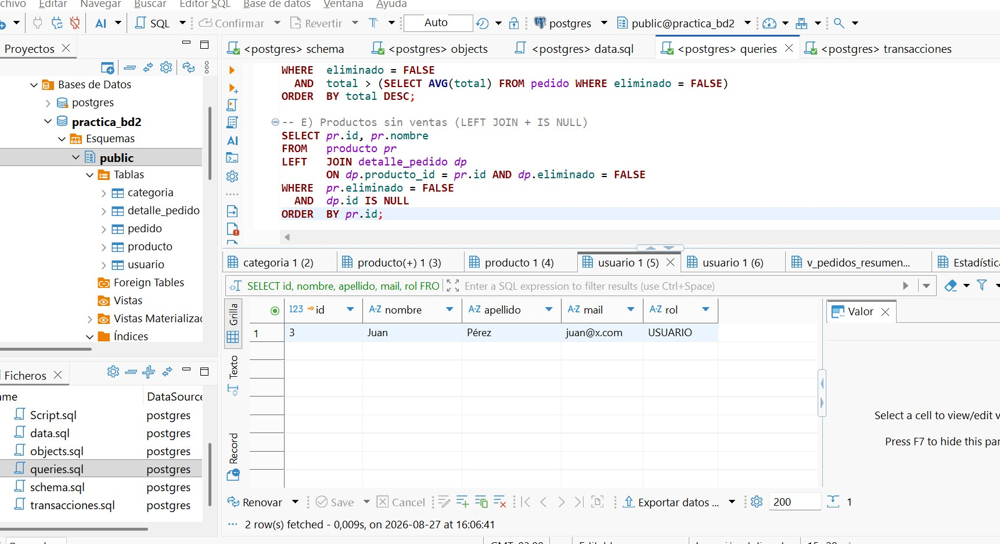 Editar Navegar Buscar Editor SQL Base de datos Ventana Ayuda
AI SQL Confirmar Revertir T Auto postgres public@practica_bd2
Proyectos
<postgres> schema <postgres> objects <postgres> data.sql <postgres> queries <postgres> transacciones
Bases de Datos
postgres
practica_bd2
Esquemas
public
Tablas
categoria
detalle_pedido
pedido
producto
usuario
Foreign Tables
Vistas
Índices
Ficheros
DataSource
Script.sql postgres
data.sql postgres
objects.sql postgres
queries.sql postgres
schema.sql postgres
transacciones.sql postgres
AI
WHERE eliminado = FALSE
AND total > (SELECT AVG(total) FROM pedido WHERE eliminado = FALSE)
ORDER BY total DESC;
-- E) Productos sin ventas (LEFT JOIN + IS NULL)
SELECT pr.id, pr.nombre
FROM producto pr
LEFT JOIN detalle_pedido dp
ON dp.producto_id = pr.id AND dp.eliminado = FALSE
WHERE pr.eliminado = FALSE
AND dp.id IS NULL
ORDER BY pr.id;
categoria 1 (2) producto(+) 1 (3) producto 1 (4) usuario 1 (5) usuario 1 (6) v_pedidos_resumen...
SELECT id, nombre, apellido, mail, rol FRO Enter a SQL expression to filter results (use Ctrl+Space)
Grilla
Texto
Record
123 id A-Z nombre A-Z apellido A-Z mail A-Z rol
1 3 Juan Pérez juan@x.com USUARIO
Valor
Select a cell to view/edit v
Press F7 to hide this
Renovar Save Cancel Exportar datos ... 200 1
2 row(s) fetched - 0,009s, on 2026-08-27 at 16:06:41